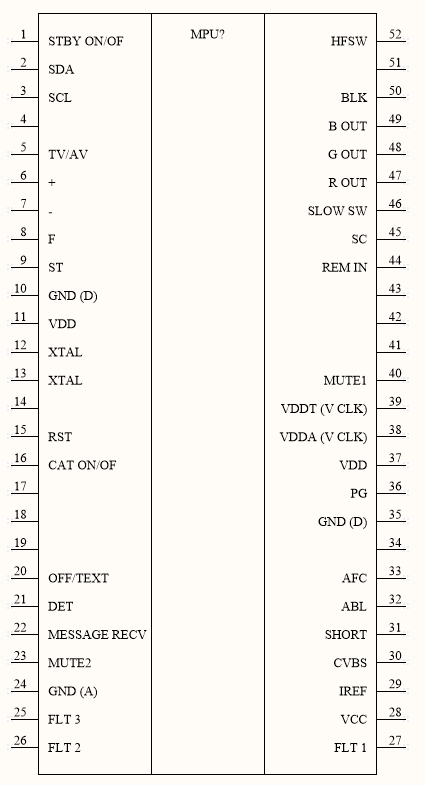 MPU?
1 STBY ON/OF HFSW 52
2 SDA 51
3 SCL BLK 50
4 B OUT 49
5 TV/AV G OUT 48
6 + R OUT 47
7 - SLOW SW 46
8 F SC 45
9 ST REM IN 44
10 GND (D) 43
11 VDD 42
12 XTAL 41
13 XTAL MUTE1 40
14 VDDT (V CLK) 39
15 RST VDDA (V CLK) 38
16 CAT ON/OF VDD 37
17 PG 36
18 GND (D) 35
19 34
20 OFF/TEXT AFC 33
21 DET ABL 32
22 MESSAGE RECV SHORT 31
23 MUTE2 CVBS 30
24 GND (A) IREF 29
25 FLT 3 VCC 28
26 FLT 2 FLT 1 27